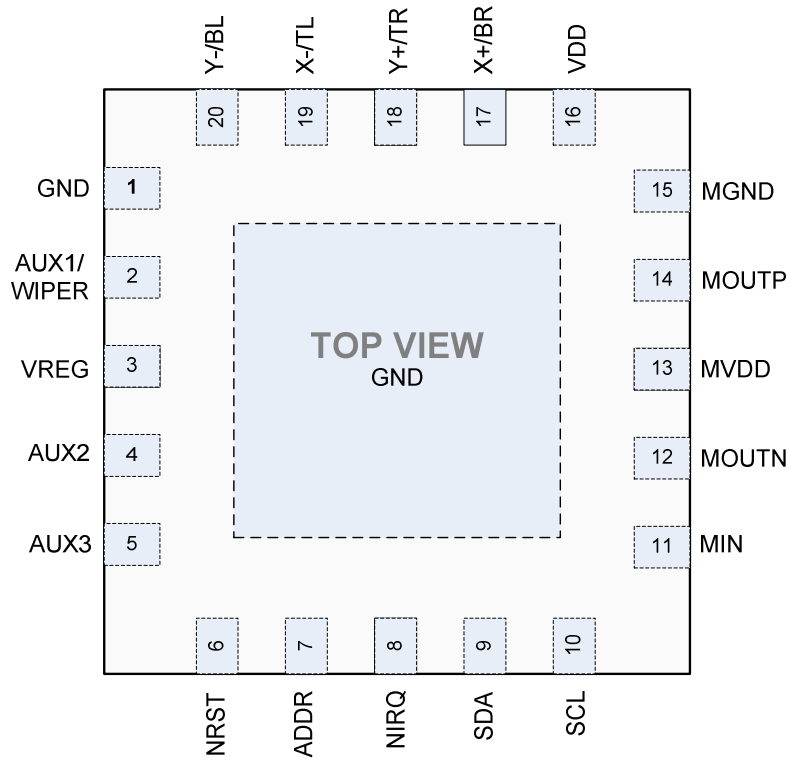 Y-/BL
X-/TL
Y+/TR
X+/BR
VDD
20
19
18
17
16
GND
1
15
MGND
AUX1/
WIPER
2
14
MOUTP
TOP VIEW
GND
VREG
3
13
MVDD
AUX2
4
12
MOUTN
AUX3
5
11
MIN
6
7
8
9
10
NRST
ADDR
NIRQ
SDA
SCL